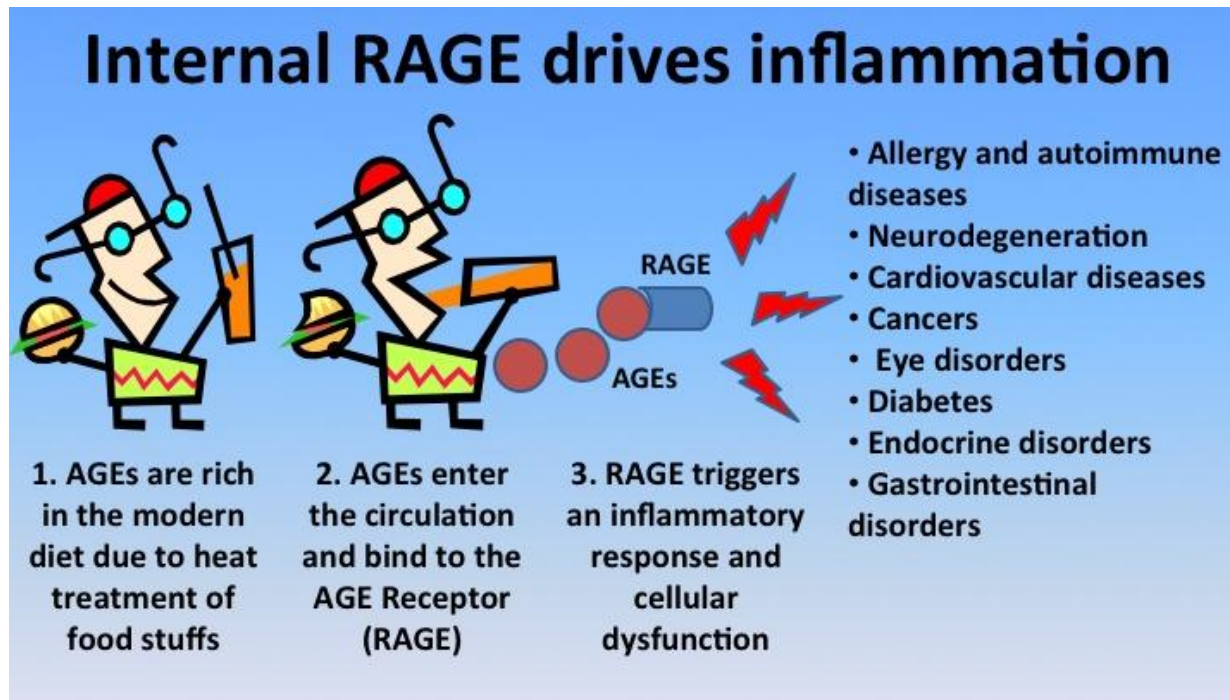 Internal RAGE drives inflammation
RAGE
AGEs
1. AGEs are rich
in the modern
diet due to heat
treatment of
food stuffs
2. AGEs enter
the circulation
and bind to the
AGE Receptor
(RAGE)
3. RAGE triggers
an inflammatory
response and
cellular
dysfunction
• Allergy and autoimmune
diseases
• Neurodegeneration
• Cardiovascular diseases
• Cancers
• Eye disorders
• Diabetes
• Endocrine disorders
• Gastrointestinal
disorders